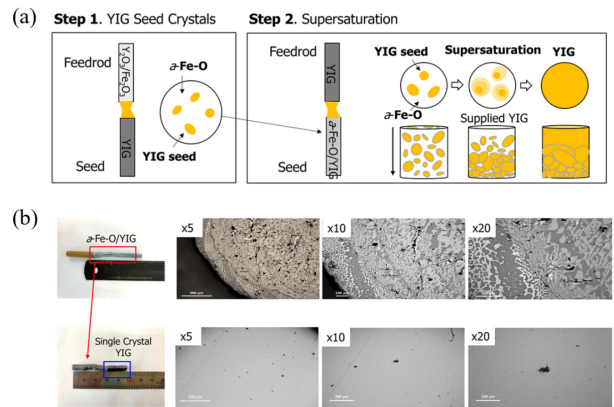 (a)
Step 1. YIG Seed Crystals
Feedrod
Y₂O₃/Fe₂O₃
YIG
Seed
a-Fe-O
YIG seed
Step 2. Supersaturation
Feedrod
YIG
a-Fe-O/YIG
Seed
YIG seed
Supersaturation
YIG
a-Fe-O
Supplied YIG
(b)
a-Fe-O/YIG
x5
x10
x20
Single Crystal
YIG
x5
x10
x20